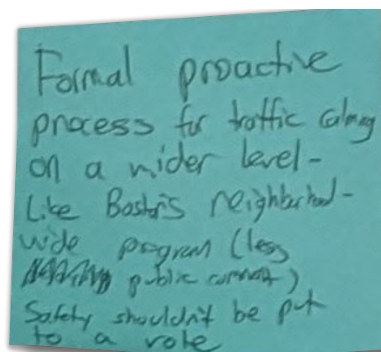 Formal proactive
process for traffic calming
on a wider level-
Like Boston's neighborhood-
wide program (less
public comment)
Safety shouldn't be put
to a vote